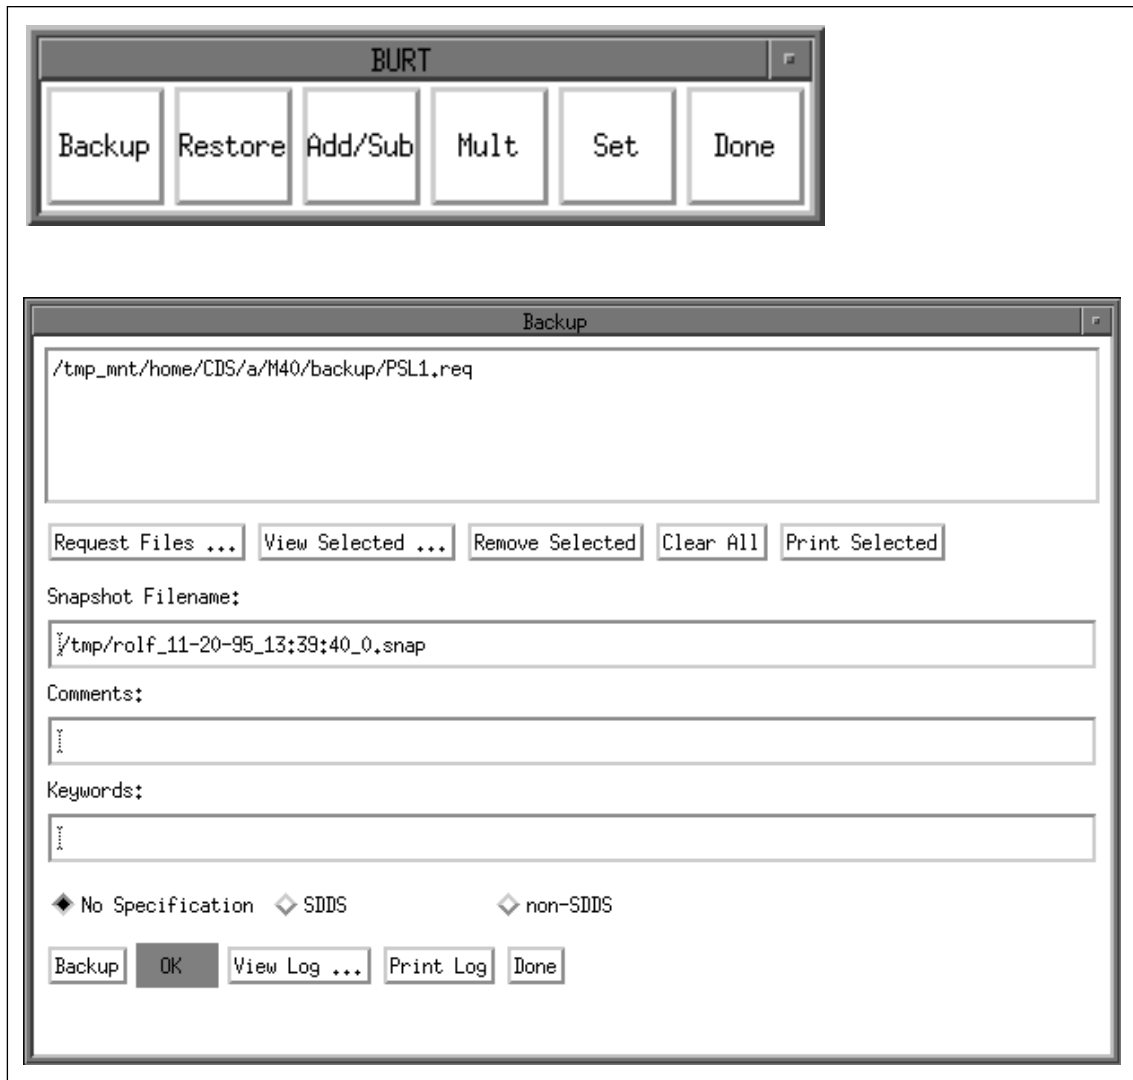 BURT
Backup Restore Add/Sub Mult Set Done
Backup
/tmp_mnt/home/CDS/a/M40/backup/PSL1.req
Request Files ... View Selected ... Remove Selected Clear All Print Selected
Snapshot Filename:
/tmp/rolf_11-20-95_13:39:40_0.snap
Comments:
Keywords:
No Specification SDDS non-SDDS
Backup OK View Log ... Print Log Done